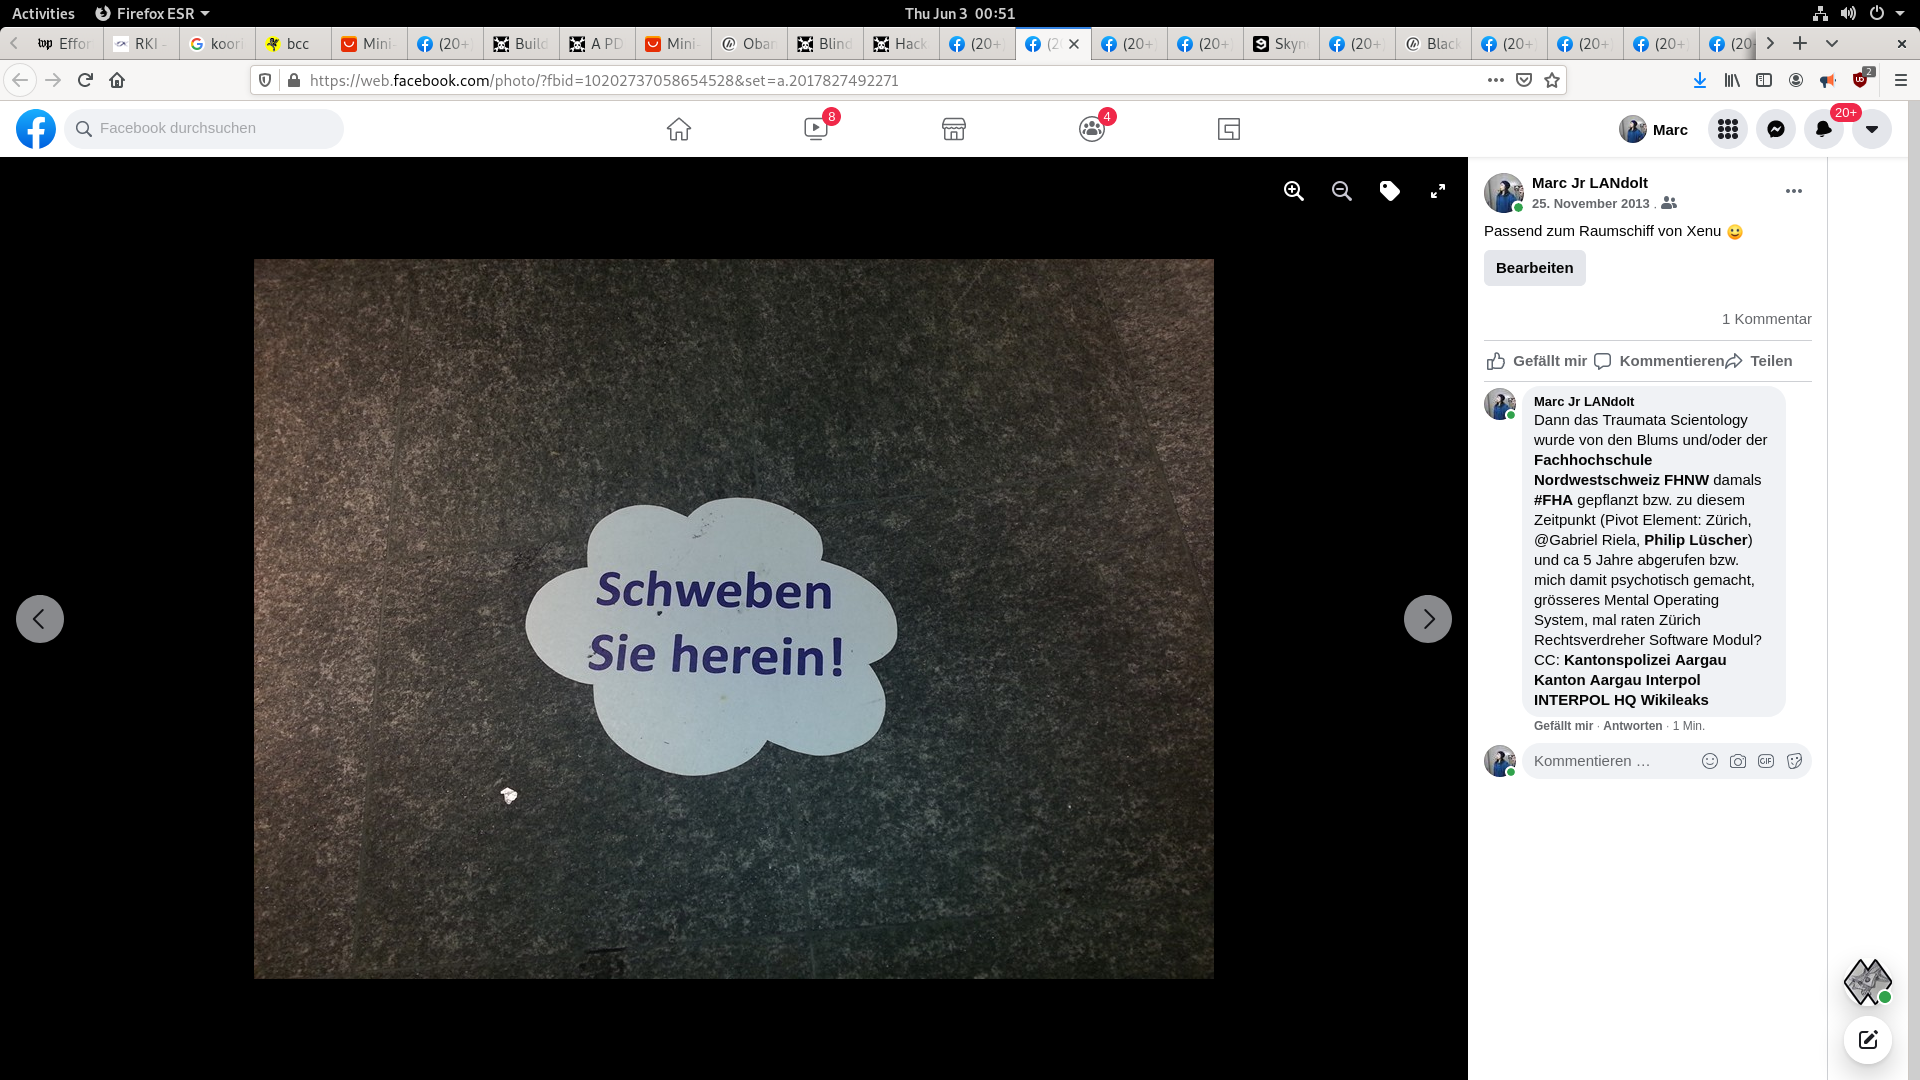 Activities
Firefox ESR
Thu Jun 3 00:51
Effor
RKI -
koor
bcc
Mini-
(20+
Build
A PD
Mini-
Obar
Blind
Hack
(20+
(2
(20+
(20+
Skyn
(20+
Black
(20+
(20+
(20+
(20
https://web.facebook.com/photo/?fbid=10202737058654528&set=a.2017827492271
2
Facebook durchsuchen
8
4
Marc
20+
Schweben
Sie herein!
Marc Jr LANdolt
25. November 2013 .
Passend zum Raumschiff von Xenu 🙂
Bearbeiten
1 Kommentar
Gefällt mir
Kommentieren
Teilen
Marc Jr LANdolt
Dann das Traumata Scientology
wurde von den Blums und/oder der
Fachhochschule
Nordwestschweiz FHNW damals
#FHA gepflanzt bzw. zu diesem
Zeitpunkt (Pivot Element: Zürich,
@Gabriel Riela, Philip Lüscher)
und ca 5 Jahre abgerufen bzw.
mich damit psychotisch gemacht,
grösseres Mental Operating
System, mal raten Zürich
Rechtsverdreher Software Modul?
CC: Kantonspolizei Aargau
Kanton Aargau Interpol
INTERPOL HQ Wikileaks
Gefällt mir · Antworten · 1 Min.
Kommentieren …
GIF